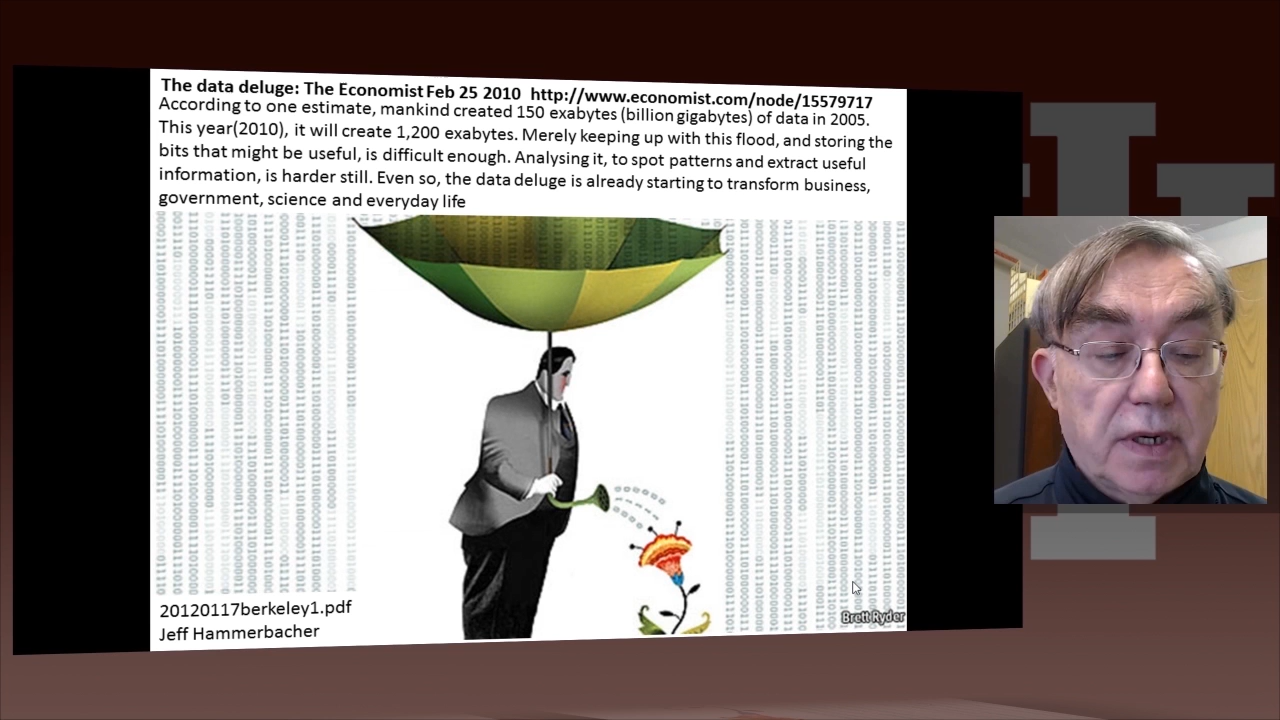 The data deluge: The Economist Feb 25 2010 http://www.economist.com/node/15579717
According to one estimate, mankind created 150 exabytes (billion gigabytes) of data in 2005.
This year(2010), it will create 1,200 exabytes. Merely keeping up with this flood, and storing the
bits that might be useful, is difficult enough. Analysing it, to spot patterns and extract useful
information, is harder still. Even so, the data deluge is already starting to transform business,
government, science and everyday life
20120117berkeley1.pdf
Jeff Hammerbacher
Brett Ryder